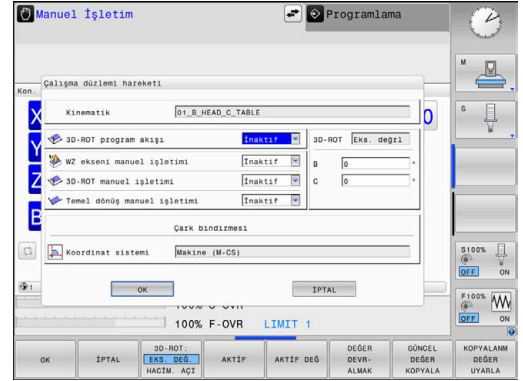 Manuel İşletim
Programlama
Çalışma düzlemi hareketi
Kon.
Kinematik 01_B_HEAD_C_TABLE
X 0
3D-ROT program akışı İnaktif
3D-ROT Eks. değrl
Y
WZ ekseni manuel işletimi İnaktif
B 0 °
Z
3D-ROT manuel işletimi İnaktif
C 0 °
Temel dönüş manuel işletimi İnaktif
B
Çark bindirmesi
Koordinat sistemi Makine (M-CS)
OK İPTAL
1
100% F-OVR LIMIT 1
M
S
S100%
OFF ON
F100%
OFF ON
OK
İPTAL
3D-ROT:
EKS. DEĞ.
HACİM. AÇI
AKTİF
AKTİF DEĞ
DEĞER
DEVR-
ALMAK
GÜNCEL
DEĞER
KOPYALA
KOPYALANM
DEĞER
UYARLA